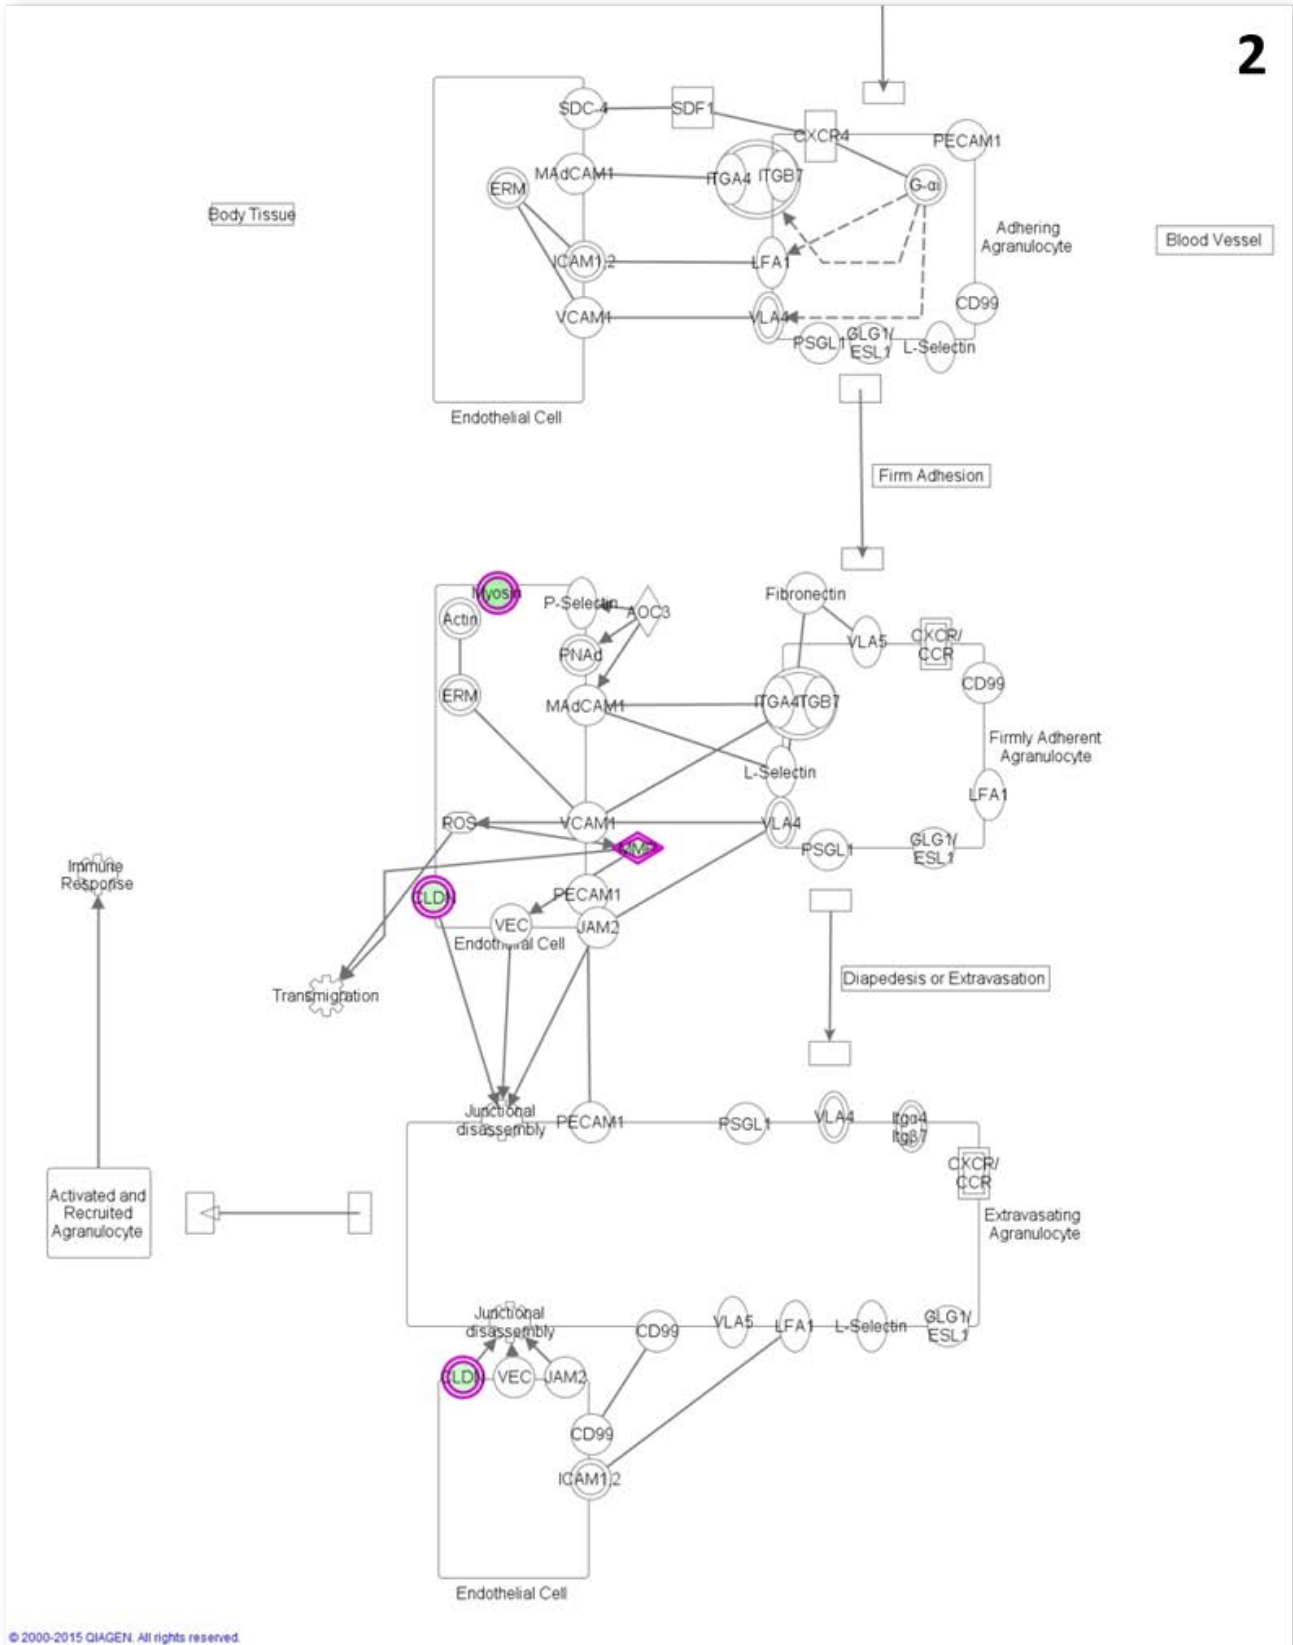 2
SDC-4
SDF1
CXCR4
PECAM1
MAdCAM1
ITGA4
ITGB7
G-αi
ERM
Body Tissue
Adhering
Agranulocyte
Blood Vessel
ICAM1,2
LFA1
CD99
VCAM1
VLA4
PSGL1
GLG1/
ESL1
L-Selectin
Endothelial Cell
Firm Adhesion
Myosin
P-Selectin
AOC3
Fibronectin
Actin
VLA5
CXCR/
CCR
PNAd
CD99
ERM
MAdCAM1
ITGA4
ITGB7
Firmly Adherent
Agranulocyte
L-Selectin
LFA1
ROS
VCAM1
VLA4
MMP
PSGL1
GLG1/
ESL1
Immune
Response
CLDN
PECAM1
VEC
JAM2
Endothelial Cell
Diapedesis or Extravasation
Transmigration
Junctional
disassembly
PECAM1
PSGL1
VLA4
Itgα4
Itgβ7
CXCR/
CCR
Activated and
Recruited
Agranulocyte
Extravasating
Agranulocyte
Junctional
disassembly
CD99
VLA5
LFA1
L-Selectin
GLG1/
ESL1
CLDN
VEC
JAM2
CD99
ICAM1,2
Endothelial Cell
© 2000-2015 QIAGEN. All rights reserved.